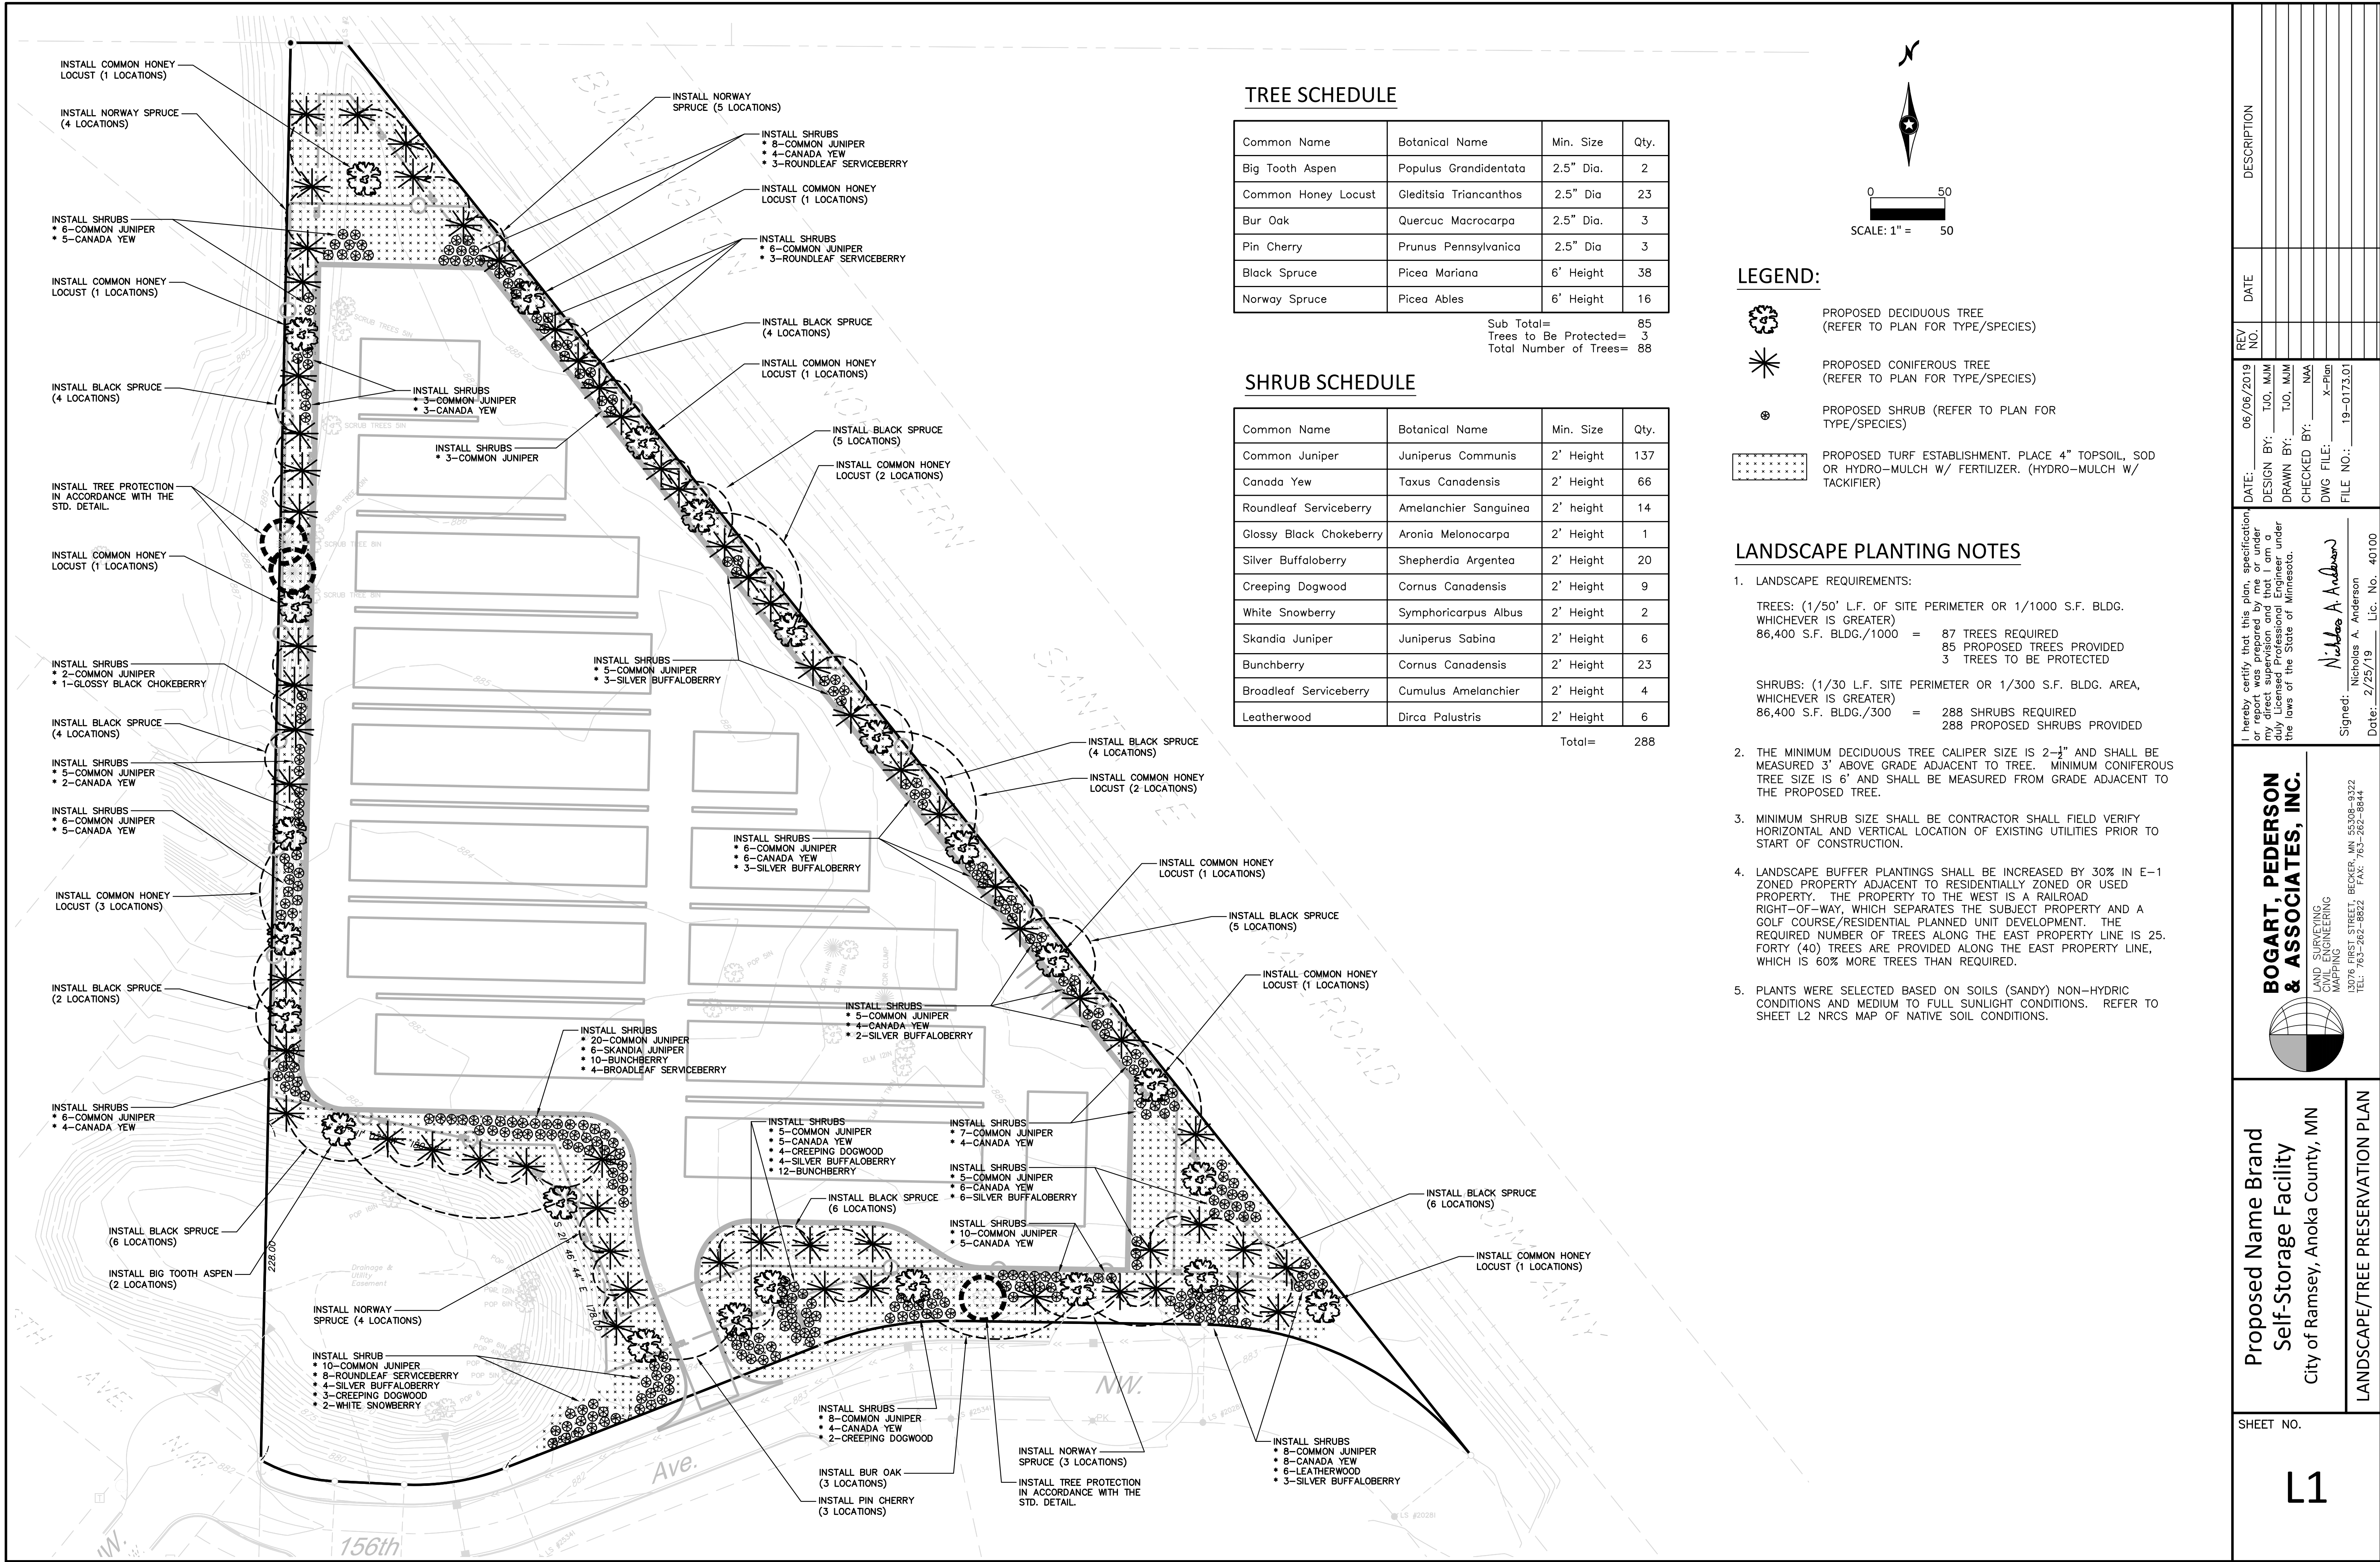 INSTALL COMMON HONEY
LOCUST (1 LOCATIONS)
INSTALL NORWAY SPRUCE
(4 LOCATIONS)
INSTALL SHRUBS
* 6-COMMON JUNIPER
* 5-CANADA YEW
INSTALL COMMON HONEY
LOCUST (1 LOCATIONS)
INSTALL BLACK SPRUCE
(4 LOCATIONS)
INSTALL TREE PROTECTION
IN ACCORDANCE WITH THE
STD. DETAIL.
INSTALL COMMON HONEY
LOCUST (1 LOCATIONS)
INSTALL SHRUBS
* 2-COMMON JUNIPER
* 1-GLOSSY BLACK CHOKEBERRY
INSTALL BLACK SPRUCE
(4 LOCATIONS)
INSTALL SHRUBS
* 5-COMMON JUNIPER
* 2-CANADA YEW
INSTALL SHRUBS
* 6-COMMON JUNIPER
* 5-CANADA YEW
INSTALL COMMON HONEY
LOCUST (3 LOCATIONS)
INSTALL BLACK SPRUCE
(2 LOCATIONS)
INSTALL SHRUBS
* 6-COMMON JUNIPER
* 4-CANADA YEW
INSTALL BLACK SPRUCE
(6 LOCATIONS)
INSTALL BIG TOOTH ASPEN
(2 LOCATIONS)
INSTALL NORWAY
SPRUCE (4 LOCATIONS)
INSTALL SHRUB
* 10-COMMON JUNIPER
* 8-ROUNDLEAF SERVICEBERRY
* 4-SILVER BUFFALOBERRY
* 3-CREEPING DOGWOOD
* 2-WHITE SNOWBERRY
INSTALL NORWAY
SPRUCE (5 LOCATIONS)
INSTALL SHRUBS
* 8-COMMON JUNIPER
* 4-CANADA YEW
* 3-ROUNDLEAF SERVICEBERRY
INSTALL COMMON HONEY
LOCUST (1 LOCATIONS)
INSTALL SHRUBS
* 6-COMMON JUNIPER
* 3-ROUNDLEAF SERVICEBERRY
INSTALL BLACK SPRUCE
(4 LOCATIONS)
INSTALL COMMON HONEY
LOCUST (1 LOCATIONS)
INSTALL SHRUBS
* 3-COMMON JUNIPER
* 3-CANADA YEW
INSTALL SHRUBS
* 3-COMMON JUNIPER
INSTALL BLACK SPRUCE
(5 LOCATIONS)
INSTALL COMMON HONEY
LOCUST (2 LOCATIONS)
INSTALL SHRUBS
* 5-COMMON JUNIPER
* 3-SILVER BUFFALOBERRY
INSTALL BLACK SPRUCE
(4 LOCATIONS)
INSTALL COMMON HONEY
LOCUST (2 LOCATIONS)
INSTALL SHRUBS
* 6-COMMON JUNIPER
* 6-CANADA YEW
* 3-SILVER BUFFALOBERRY
INSTALL COMMON HONEY
LOCUST (1 LOCATIONS)
INSTALL BLACK SPRUCE
(5 LOCATIONS)
INSTALL COMMON HONEY
LOCUST (1 LOCATIONS)
INSTALL SHRUBS
* 5-COMMON JUNIPER
* 4-CANADA YEW
* 2-SILVER BUFFALOBERRY
INSTALL SHRUBS
* 20-COMMON JUNIPER
* 6-SKANDIA JUNIPER
* 10-BUNCHBERRY
* 4-BROADLEAF SERVICEBERRY
INSTALL SHRUBS
* 5-COMMON JUNIPER
* 5-CANADA YEW
* 4-CREEPING DOGWOOD
* 4-SILVER BUFFALOBERRY
* 12-BUNCHBERRY
INSTALL SHRUBS
* 7-COMMON JUNIPER
* 4-CANADA YEW
INSTALL SHRUBS
* 5-COMMON JUNIPER
* 6-CANADA YEW
* 6-SILVER BUFFALOBERRY
INSTALL BLACK SPRUCE
(6 LOCATIONS)
INSTALL SHRUBS
* 10-COMMON JUNIPER
* 5-CANADA YEW
INSTALL BLACK SPRUCE
(6 LOCATIONS)
INSTALL COMMON HONEY
LOCUST (1 LOCATIONS)
INSTALL SHRUBS
* 8-COMMON JUNIPER
* 4-CANADA YEW
* 2-CREEPING DOGWOOD
INSTALL BUR OAK
(3 LOCATIONS)
INSTALL PIN CHERRY
(3 LOCATIONS)
INSTALL NORWAY
SPRUCE (3 LOCATIONS)
INSTALL TREE PROTECTION
IN ACCORDANCE WITH THE
STD. DETAIL.
INSTALL SHRUBS
* 8-COMMON JUNIPER
* 8-CANADA YEW
* 6-LEATHERWOOD
* 3-SILVER BUFFALOBERRY
BURLINGTON
NORTHERN
SANTA FE
RAILROAD
COMPANY
SCRUB TREES 5IN
SCRUB TREES 5IN
SCRUB TREE 8IN
SCRUB TREE 8IN
POP 5IN
POP 5IN
ELM 12IN
Drainage &
Utility
Easement
228.00
S 21° 46' 44" E 178.00
156th
Ave.
NW.
LS #20281
TREE SCHEDULE
Common Name Botanical Name Min. Size Qty.
Big Tooth Aspen Populus Grandidentata 2.5" Dia. 2
Common Honey Locust Gleditsia Triancanthos 2.5" Dia 23
Bur Oak Quercuc Macrocarpa 2.5" Dia. 3
Pin Cherry Prunus Pennsylvanica 2.5" Dia 3
Black Spruce Picea Mariana 6' Height 38
Norway Spruce Picea Ables 6' Height 16
Sub Total= 85
Trees to Be Protected= 3
Total Number of Trees= 88
SHRUB SCHEDULE
Common Name Botanical Name Min. Size Qty.
Common Juniper Juniperus Communis 2' Height 137
Canada Yew Taxus Canadensis 2' Height 66
Roundleaf Serviceberry Amelanchier Sanguinea 2' height 14
Glossy Black Chokeberry Aronia Melonocarpa 2' Height 1
Silver Buffaloberry Shepherdia Argentea 2' Height 20
Creeping Dogwood Cornus Canadensis 2' Height 9
White Snowberry Symphoricarpus Albus 2' Height 2
Skandia Juniper Juniperus Sabina 2' Height 6
Bunchberry Cornus Canadensis 2' Height 23
Broadleaf Serviceberry Cumulus Amelanchier 2' Height 4
Leatherwood Dirca Palustris 2' Height 6
Total= 288
N
0 50
SCALE: 1" = 50
LEGEND:
PROPOSED DECIDUOUS TREE
(REFER TO PLAN FOR TYPE/SPECIES)
PROPOSED CONIFEROUS TREE
(REFER TO PLAN FOR TYPE/SPECIES)
PROPOSED SHRUB (REFER TO PLAN FOR
TYPE/SPECIES)
PROPOSED TURF ESTABLISHMENT. PLACE 4" TOPSOIL, SOD
OR HYDRO-MULCH W/ FERTILIZER. (HYDRO-MULCH W/
TACKIFIER)
LANDSCAPE PLANTING NOTES
1. LANDSCAPE REQUIREMENTS:
TREES: (1/50' L.F. OF SITE PERIMETER OR 1/1000 S.F. BLDG.
WHICHEVER IS GREATER)
86,400 S.F. BLDG./1000 = 87 TREES REQUIRED
85 PROPOSED TREES PROVIDED
3 TREES TO BE PROTECTED
SHRUBS: (1/30 L.F. SITE PERIMETER OR 1/300 S.F. BLDG. AREA,
WHICHEVER IS GREATER)
86,400 S.F. BLDG./300 = 288 SHRUBS REQUIRED
288 PROPOSED SHRUBS PROVIDED
2. THE MINIMUM DECIDUOUS TREE CALIPER SIZE IS 2-½" AND SHALL BE
MEASURED 3' ABOVE GRADE ADJACENT TO TREE. MINIMUM CONIFEROUS
TREE SIZE IS 6' AND SHALL BE MEASURED FROM GRADE ADJACENT TO
THE PROPOSED TREE.
3. MINIMUM SHRUB SIZE SHALL BE CONTRACTOR SHALL FIELD VERIFY
HORIZONTAL AND VERTICAL LOCATION OF EXISTING UTILITIES PRIOR TO
START OF CONSTRUCTION.
4. LANDSCAPE BUFFER PLANTINGS SHALL BE INCREASED BY 30% IN E-1
ZONED PROPERTY ADJACENT TO RESIDENTIALLY ZONED OR USED
PROPERTY. THE PROPERTY TO THE WEST IS A RAILROAD
RIGHT-OF-WAY, WHICH SEPARATES THE SUBJECT PROPERTY AND A
GOLF COURSE/RESIDENTIAL PLANNED UNIT DEVELOPMENT. THE
REQUIRED NUMBER OF TREES ALONG THE EAST PROPERTY LINE IS 25.
FORTY (40) TREES ARE PROVIDED ALONG THE EAST PROPERTY LINE,
WHICH IS 60% MORE TREES THAN REQUIRED.
5. PLANTS WERE SELECTED BASED ON SOILS (SANDY) NON-HYDRIC
CONDITIONS AND MEDIUM TO FULL SUNLIGHT CONDITIONS. REFER TO
SHEET L2 NRCS MAP OF NATIVE SOIL CONDITIONS.
REV NO. DATE DESCRIPTION
DATE: 06/06/2019
DESIGN BY: TJO, MJM
DRAWN BY: TJO, MJM
CHECKED BY: NAA
DWG FILE: x-Plan
FILE NO.: 119-0173.01
I hereby certify that this plan, specification,
or report was prepared by me or under
my direct supervision and that I am a
duly Licensed Professional Engineer under
the laws of the State of Minnesota.
Signed: Nicholas A. Anderson
Nicholas A. Anderson
Date: 2/25/19 Lic. No. 40100
BOGART, PEDERSON
& ASSOCIATES, INC.
LAND SURVEYING
CIVIL ENGINEERING
MAPPING
13076 FIRST STREET, BECKER, MN 55308-9322
TEL: 763-262-8822 FAX: 763-262-8844
Proposed Name Brand
Self-Storage Facility
City of Ramsey, Anoka County, MN
LANDSCAPE/TREE PRESERVATION PLAN
SHEET NO.
L1